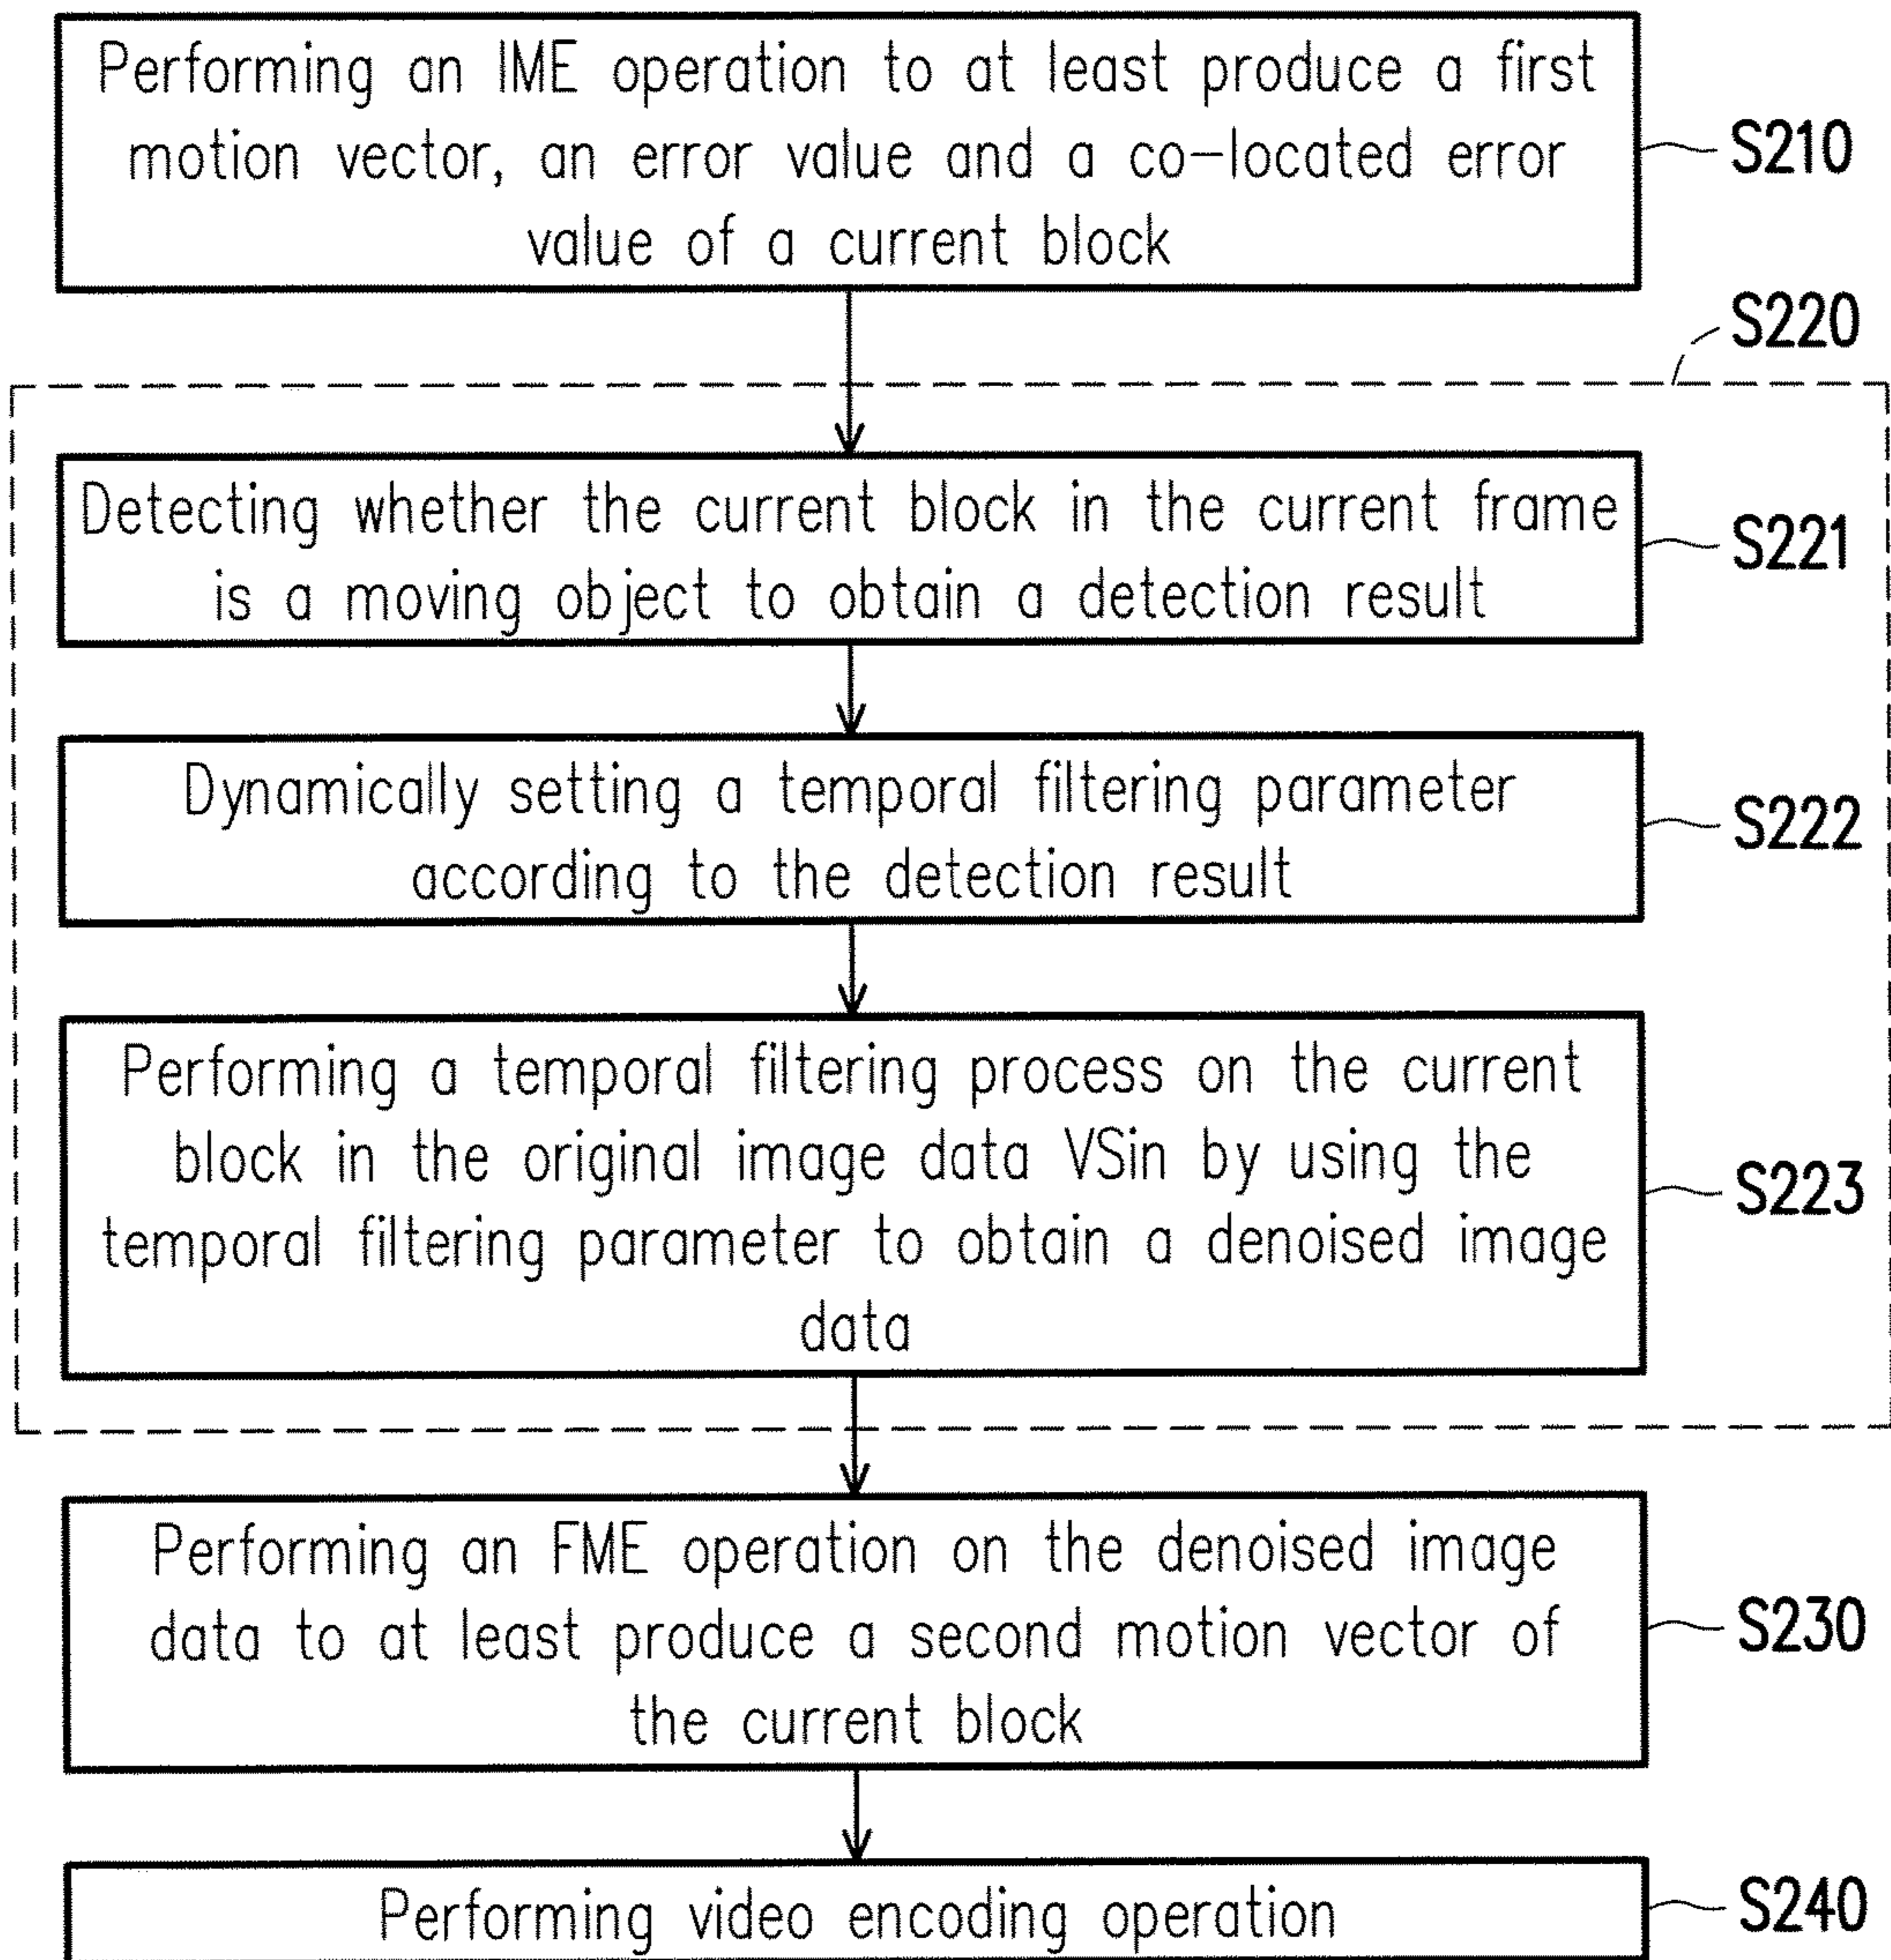 Performing an IME operation to at least produce a first
motion vector, an error value and a co-located error
value of a current block
S210
S220
Detecting whether the current block in the current frame
is a moving object to obtain a detection result
S221
Dynamically setting a temporal filtering parameter
according to the detection result
S222
Performing a temporal filtering process on the current
block in the original image data VSin by using the
temporal filtering parameter to obtain a denoised image
data
S223
Performing an FME operation on the denoised image
data to at least produce a second motion vector of
the current block
S230
Performing video encoding operation
S240